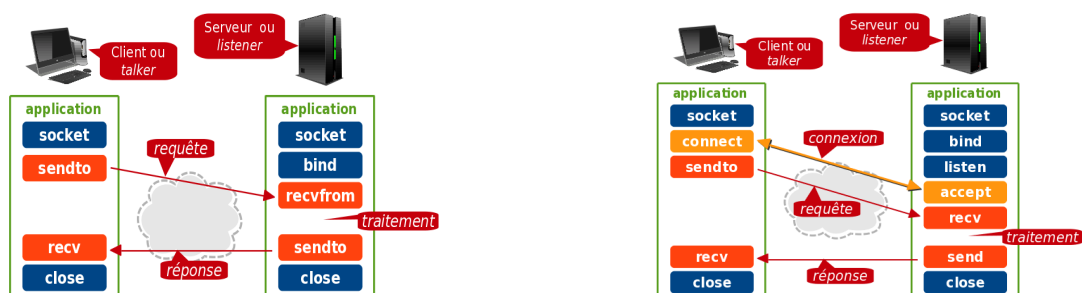 Client ou
talker
Serveur ou
listener
application
socket
sendto
recv
close
requête
réponse
application
socket
bind
recvfrom
traitement
sendto
close
Client ou
talker
Serveur ou
listener
application
socket
connect
sendto
recv
close
connexion
requête
réponse
application
socket
bind
listen
accept
recv
traitement
send
close